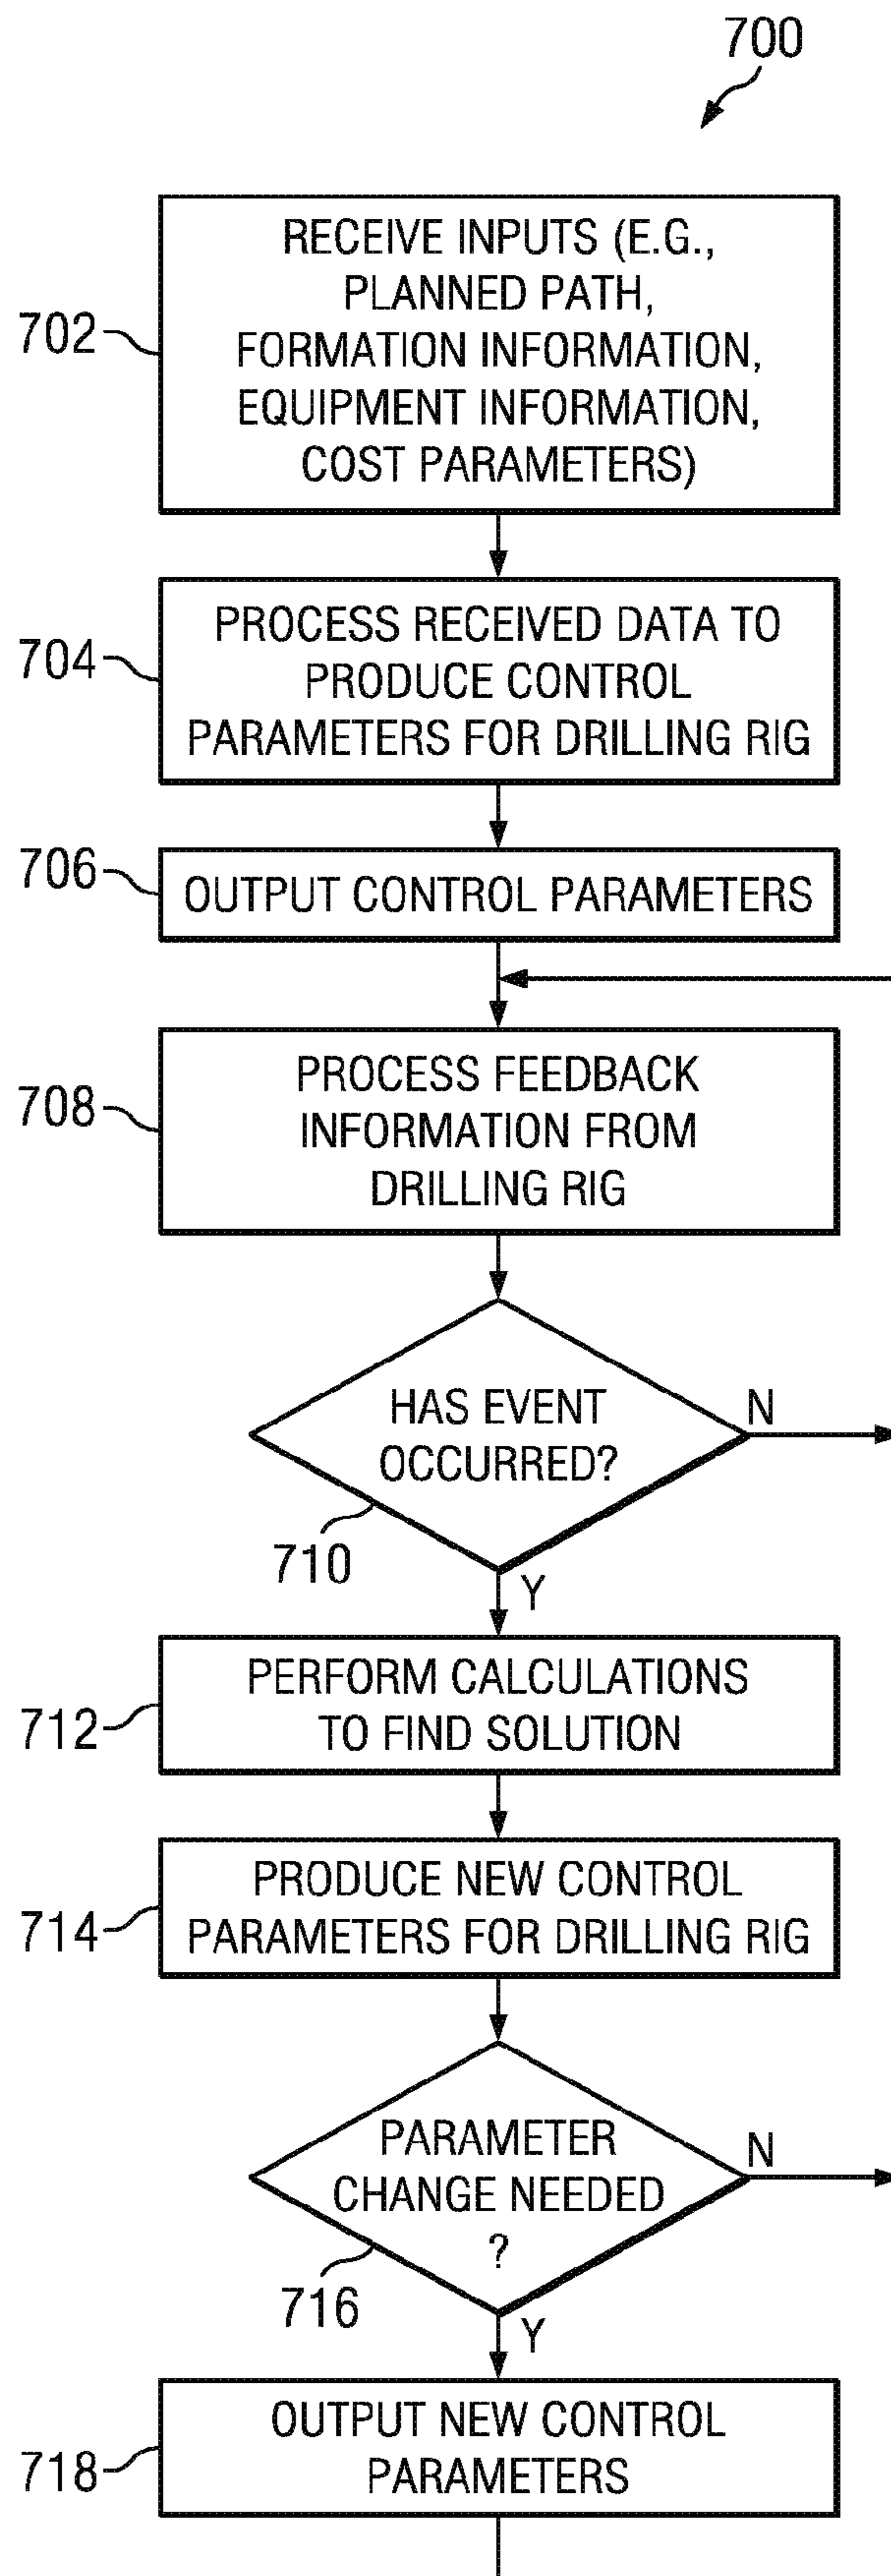 700
702
RECEIVE INPUTS (E.G.,
PLANNED PATH,
FORMATION INFORMATION,
EQUIPMENT INFORMATION,
COST PARAMETERS)
704
PROCESS RECEIVED DATA TO
PRODUCE CONTROL
PARAMETERS FOR DRILLING RIG
706
OUTPUT CONTROL PARAMETERS
708
PROCESS FEEDBACK
INFORMATION FROM
DRILLING RIG
HAS EVENT
OCCURRED?
N
710
Y
712
PERFORM CALCULATIONS
TO FIND SOLUTION
714
PRODUCE NEW CONTROL
PARAMETERS FOR DRILLING RIG
PARAMETER
CHANGE NEEDED
?
N
716
Y
718
OUTPUT NEW CONTROL
PARAMETERS